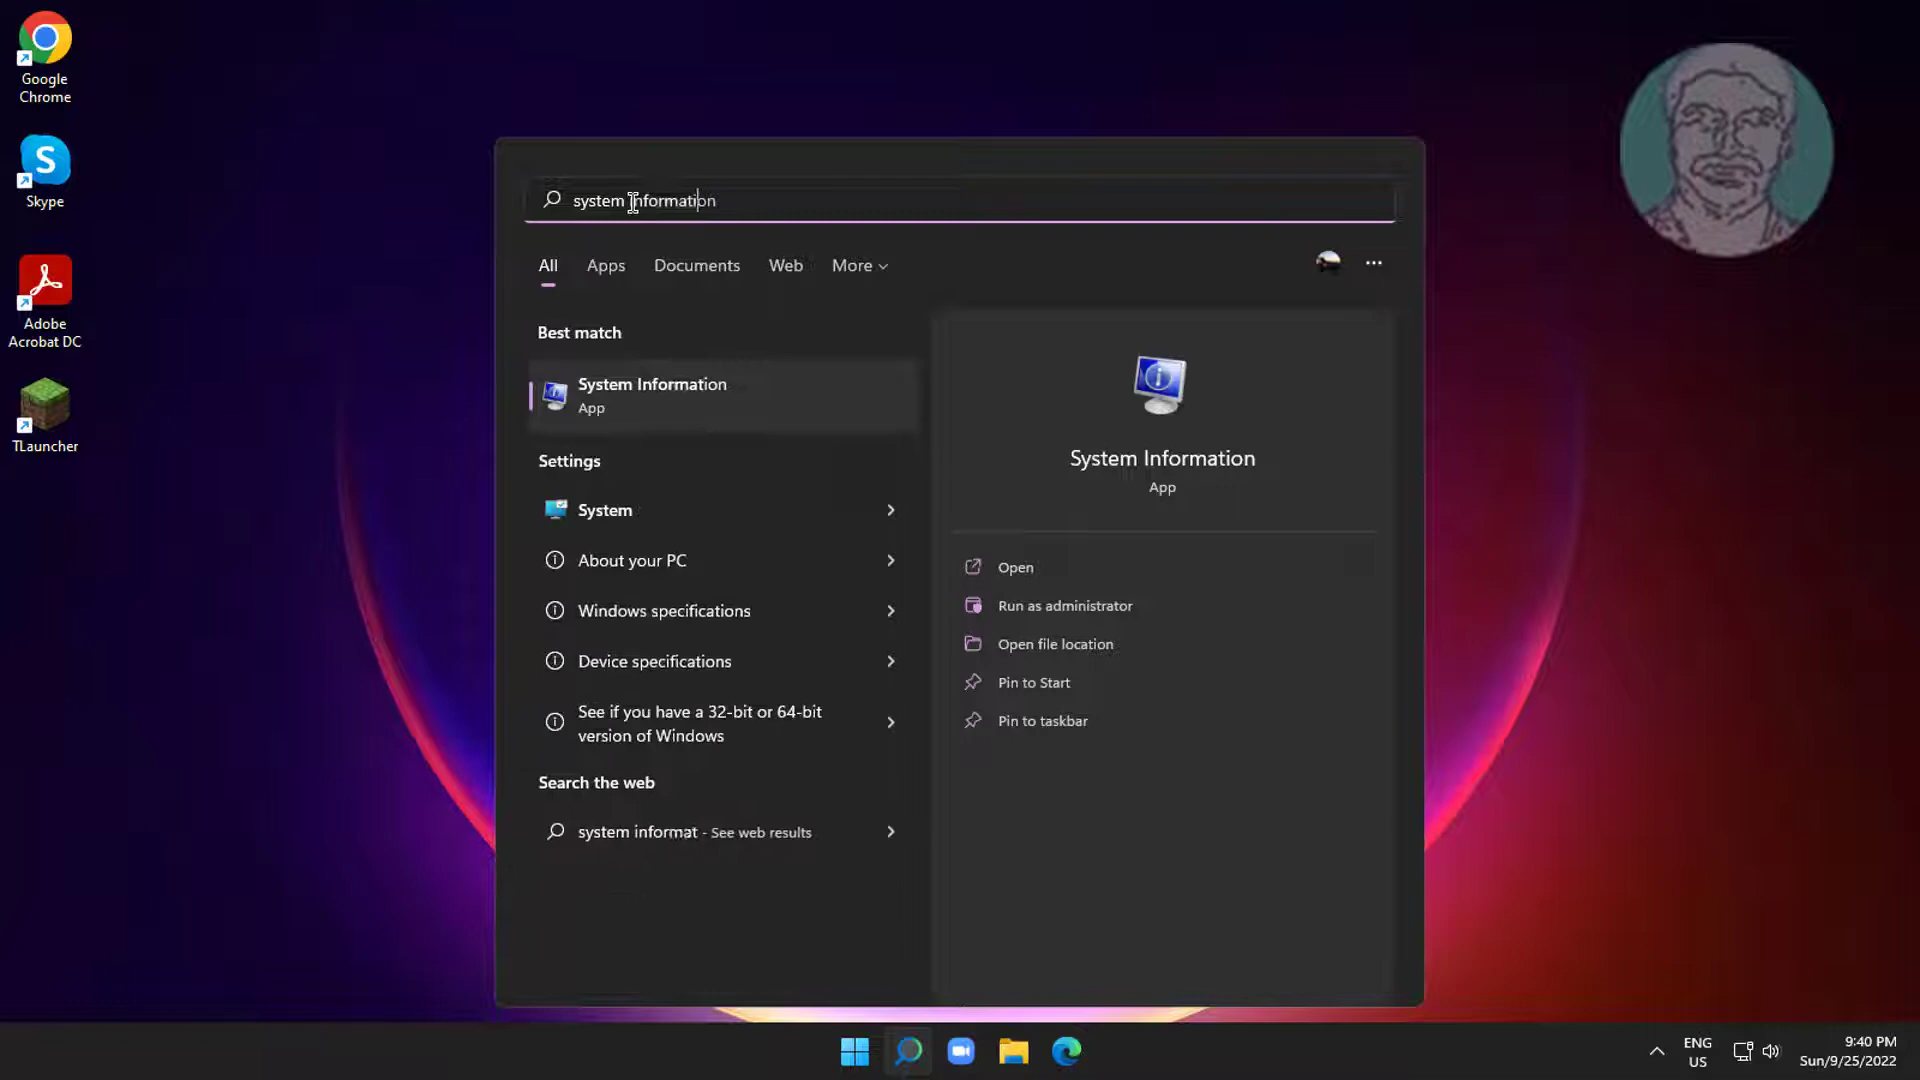 Google
Chrome
Skype
Adobe
Acrobat DC
TLauncher
system information
All
Apps
Documents
Web
More
Best match
System Information
App
Settings
System
About your PC
Windows specifications
Device specifications
See if you have a 32-bit or 64-bit
version of Windows
Search the web
system informat - See web results
System Information
App
Open
Run as administrator
Open file location
Pin to Start
Pin to taskbar
ENG
US
9:40 PM
Sun/9/25/2022